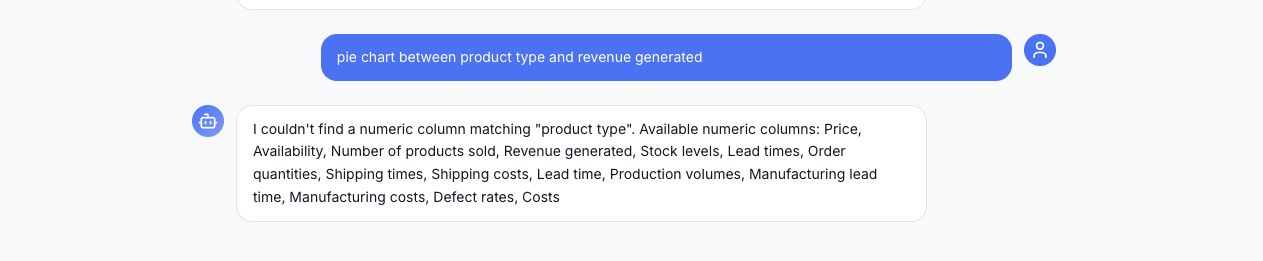 pie chart between product type and revenue generated
I couldn't find a numeric column matching "product type". Available numeric columns: Price,
Availability, Number of products sold, Revenue generated, Stock levels, Lead times, Order
quantities, Shipping times, Shipping costs, Lead time, Production volumes, Manufacturing lead
time, Manufacturing costs, Defect rates, Costs